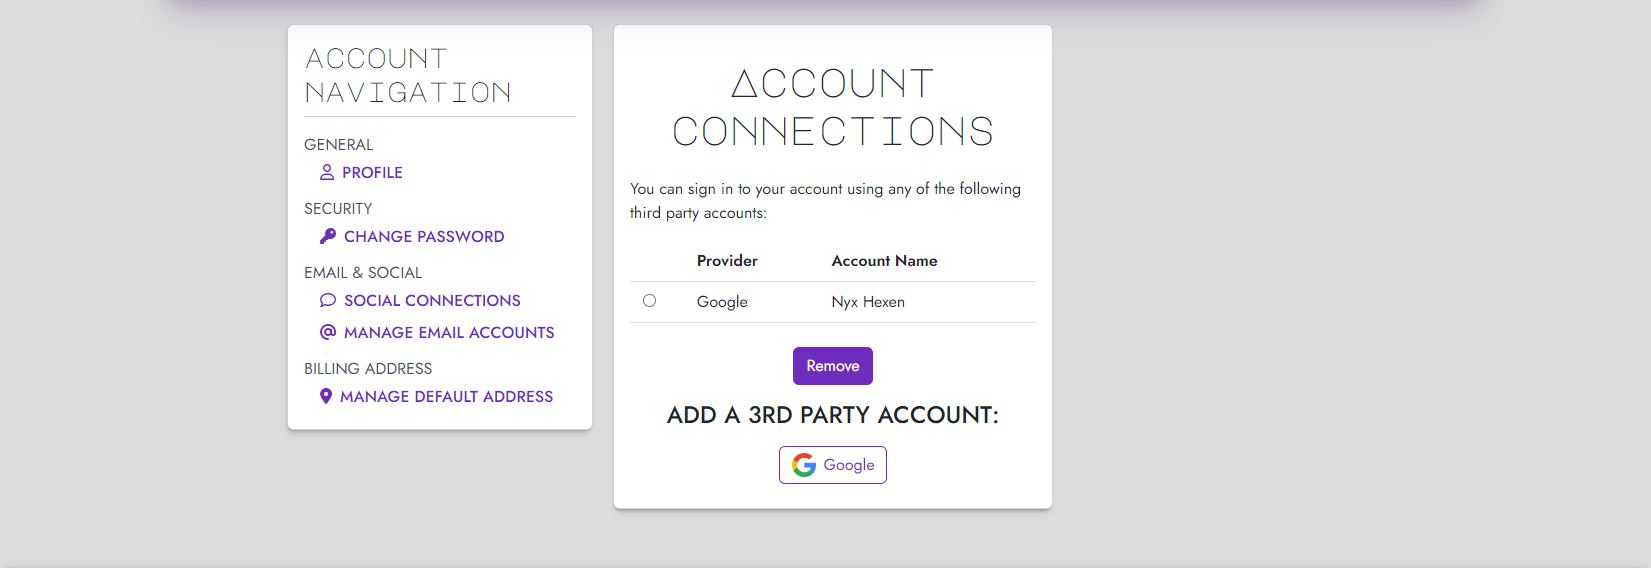 ACCOUNT
NAVIGATION
GENERAL
PROFILE
SECURITY
CHANGE PASSWORD
EMAIL & SOCIAL
SOCIAL CONNECTIONS
MANAGE EMAIL ACCOUNTS
BILLING ADDRESS
MANAGE DEFAULT ADDRESS
ACCOUNT
CONNECTIONS
You can sign in to your account using any of the following
third party accounts:
Provider Account Name
Google Nyx Hexen
Remove
ADD A 3RD PARTY ACCOUNT:
Google